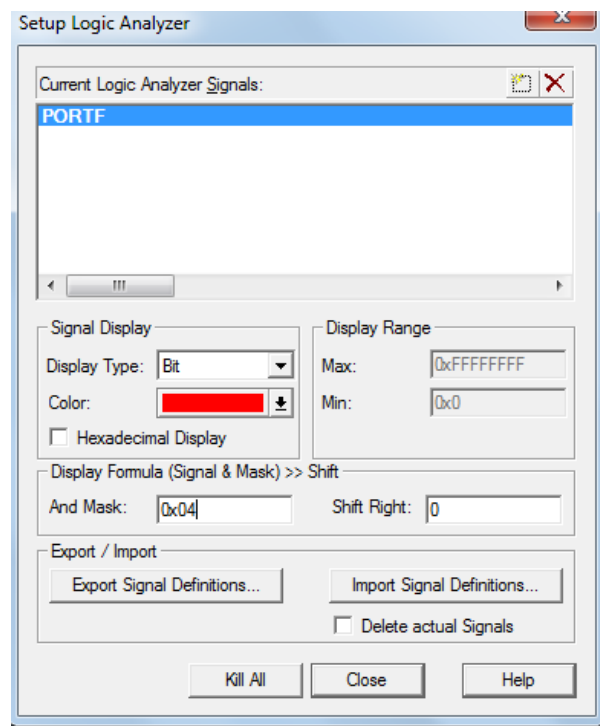 Setup Logic Analyzer
Current Logic Analyzer Signals:
PORTF
Signal Display
Display Range
Display Type: Bit
Max: 0xFFFFFFFF
Color:
Min: 0x0
Hexadecimal Display
Display Formula (Signal & Mask) >> Shift
And Mask: 0x04
Shift Right: 0
Export / Import
Export Signal Definitions...
Import Signal Definitions...
Delete actual Signals
Kill All
Close
Help